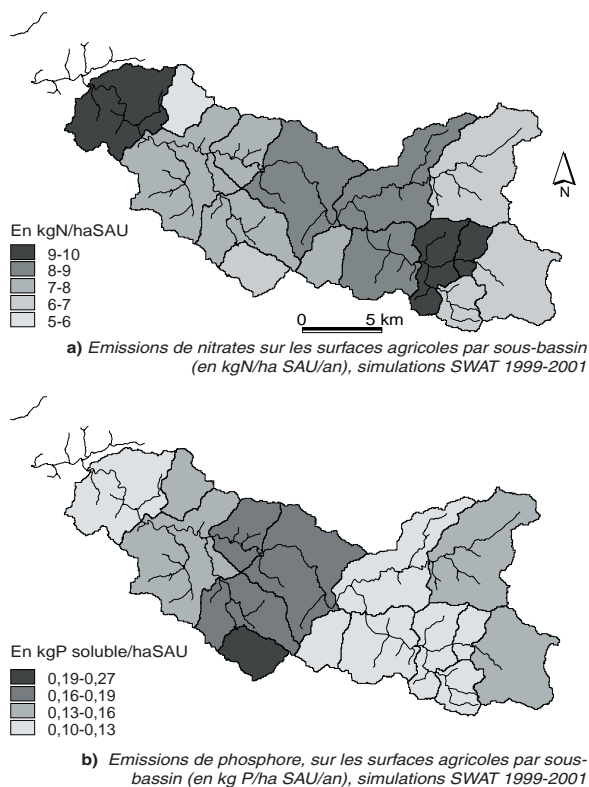 N
En kgN/haSAU
9-10
8-9
7-8
6-7
5-6
0 5 km
a) Emissions de nitrates sur les surfaces agricoles par sous-bassin
(en kgN/ha SAU/an), simulations SWAT 1999-2001
En kgP soluble/haSAU
0,19-0,27
0,16-0,19
0,13-0,16
0,10-0,13
b) Emissions de phosphore, sur les surfaces agricoles par sous-
bassin (en kg P/ha SAU/an), simulations SWAT 1999-2001